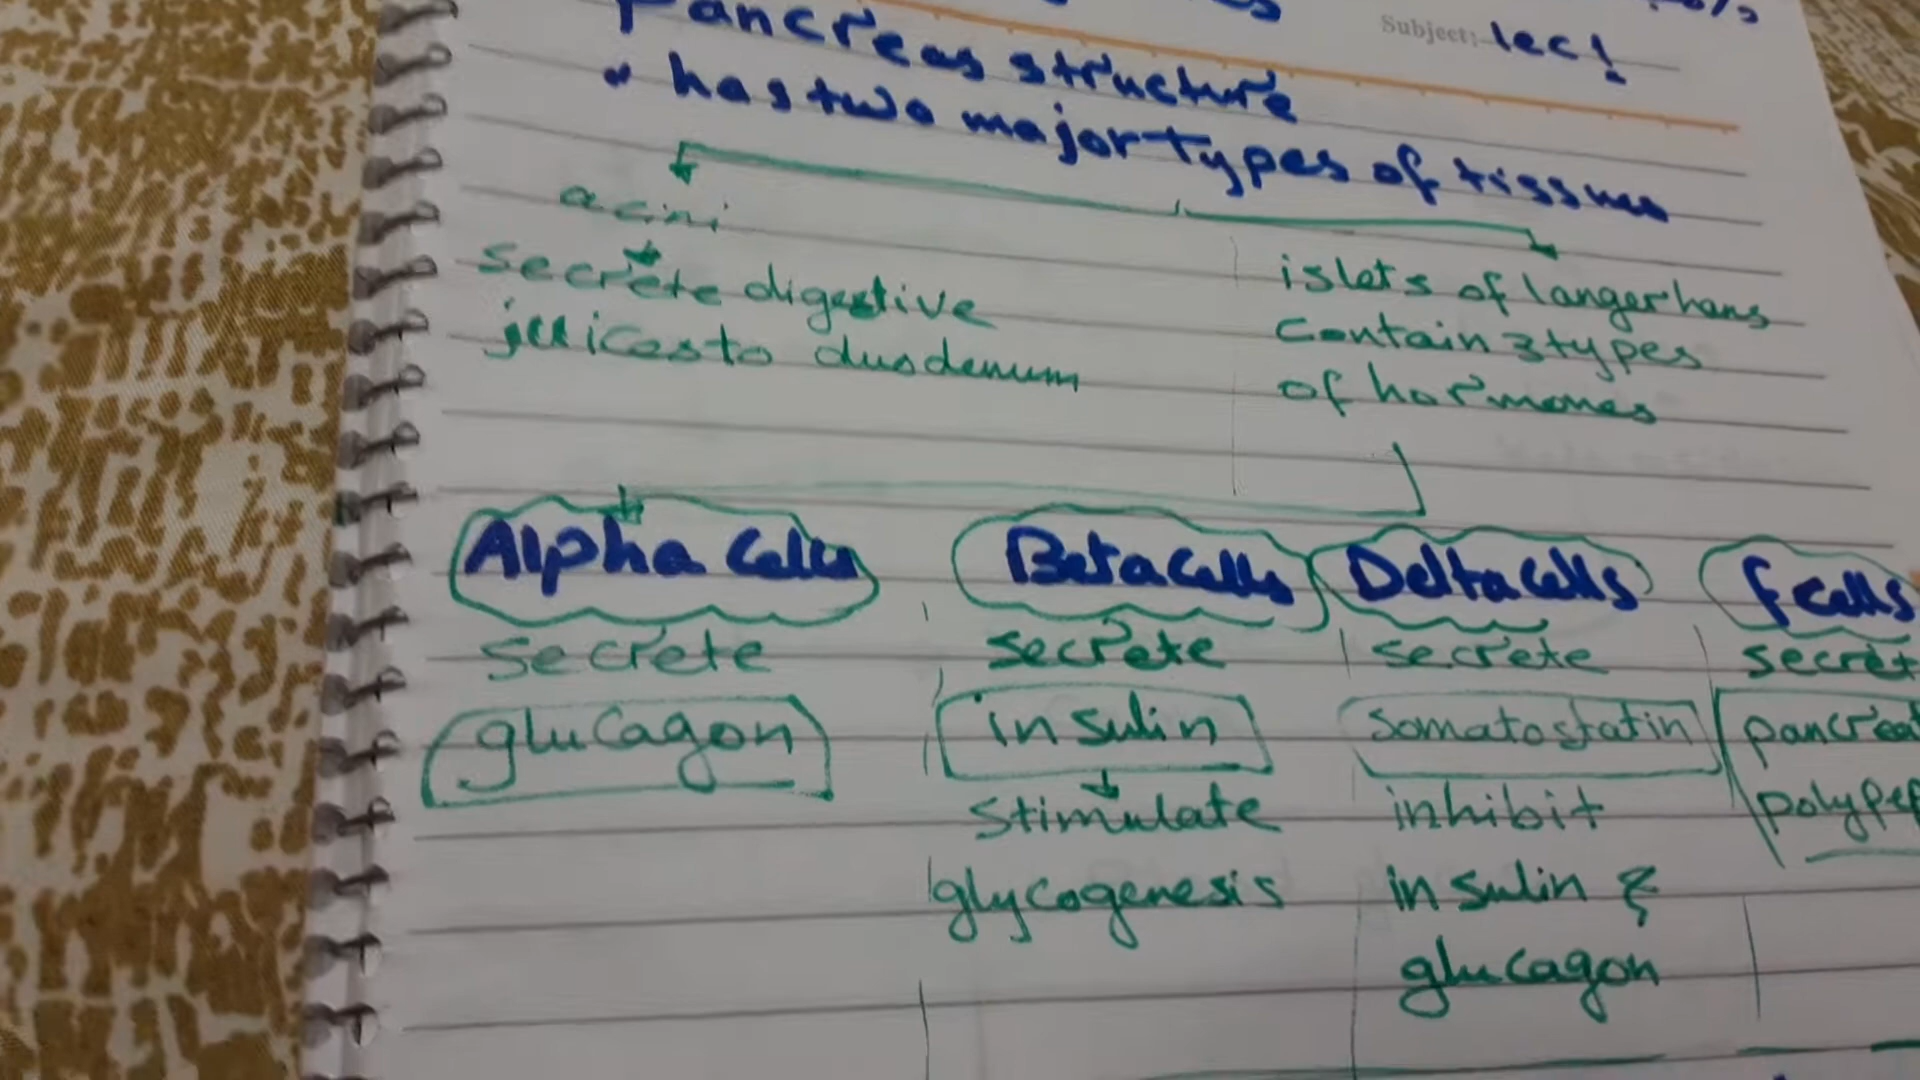 Subject: lec!
Pancreas structure
has two major types of tissues
acini
secrete digestive
juices to duodenum
islets of langerhans
contain 3 types
of hormones
Alpha cells
secrete
glucagon
Beta cells
secrete
insulin
stimulate
glycogenesis
Delta cells
secrete
somatostatin
inhibit
insulin &
glucagon
f cells
secret
pancrea
polypep